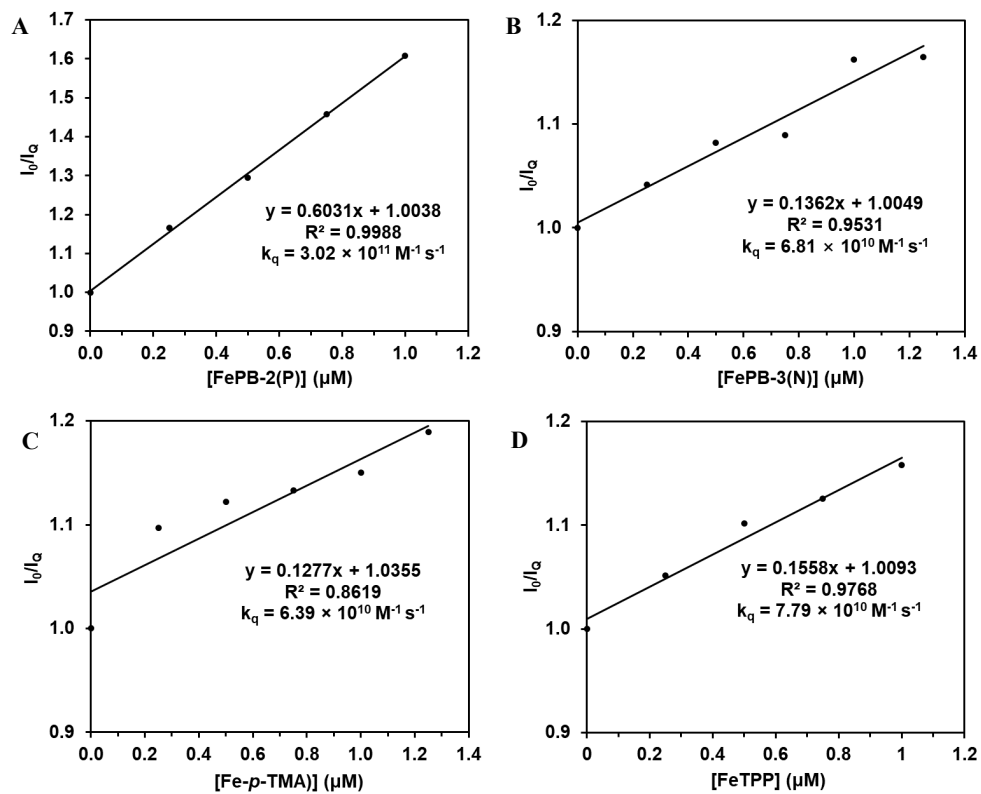 A
1.7
1.6
1.5
1.4
1.3
1.2
1.1
1.0
0.9
I₀/I_Q
y = 0.6031x + 1.0038
R² = 0.9988
k_q = 3.02 × 10¹¹ M⁻¹ s⁻¹
0.0 0.2 0.4 0.6 0.8 1.0 1.2
[FePB-2(P)] (μM)
B
1.2
1.1
1.0
0.9
I₀/I_Q
y = 0.1362x + 1.0049
R² = 0.9531
k_q = 6.81 × 10¹⁰ M⁻¹ s⁻¹
0.0 0.2 0.4 0.6 0.8 1.0 1.2 1.4
[FePB-3(N)] (μM)
C
1.2
1.1
1.0
0.9
I₀/I_Q
y = 0.1277x + 1.0355
R² = 0.8619
k_q = 6.39 × 10¹⁰ M⁻¹ s⁻¹
0.0 0.2 0.4 0.6 0.8 1.0 1.2 1.4
[Fe-p-TMA)] (μM)
D
1.2
1.1
1.0
0.9
I₀/I_Q
y = 0.1558x + 1.0093
R² = 0.9768
k_q = 7.79 × 10¹⁰ M⁻¹ s⁻¹
0 0.2 0.4 0.6 0.8 1 1.2
[FeTPP] (μM)